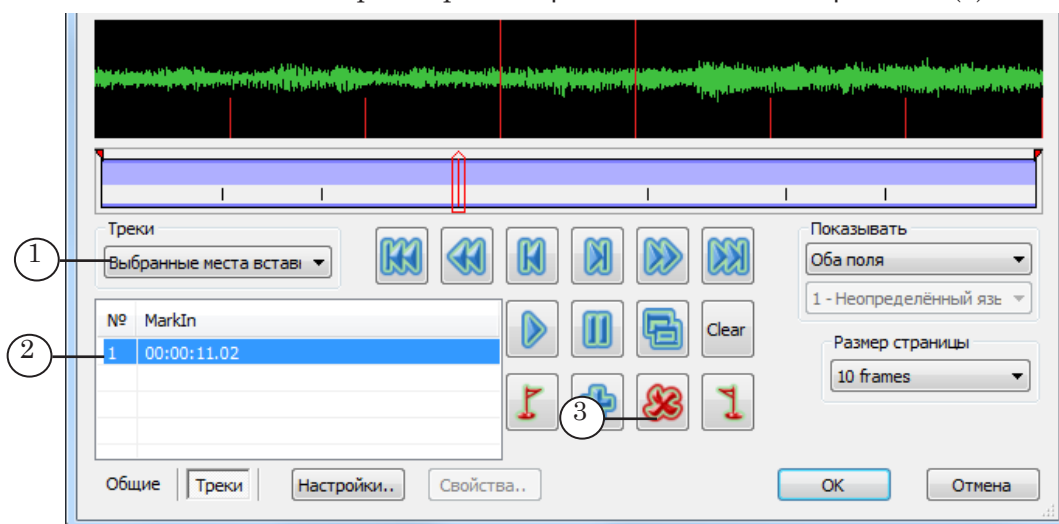 Треки
Показывать
1
Выбранные места встав
Оба поля
1 - Неопределённый язь
№ MarkIn
Clear
2
1 00:00:11.02
Размер страницы
10 frames
3
Общие Треки Настройки.. Свойства.. OK Отмена